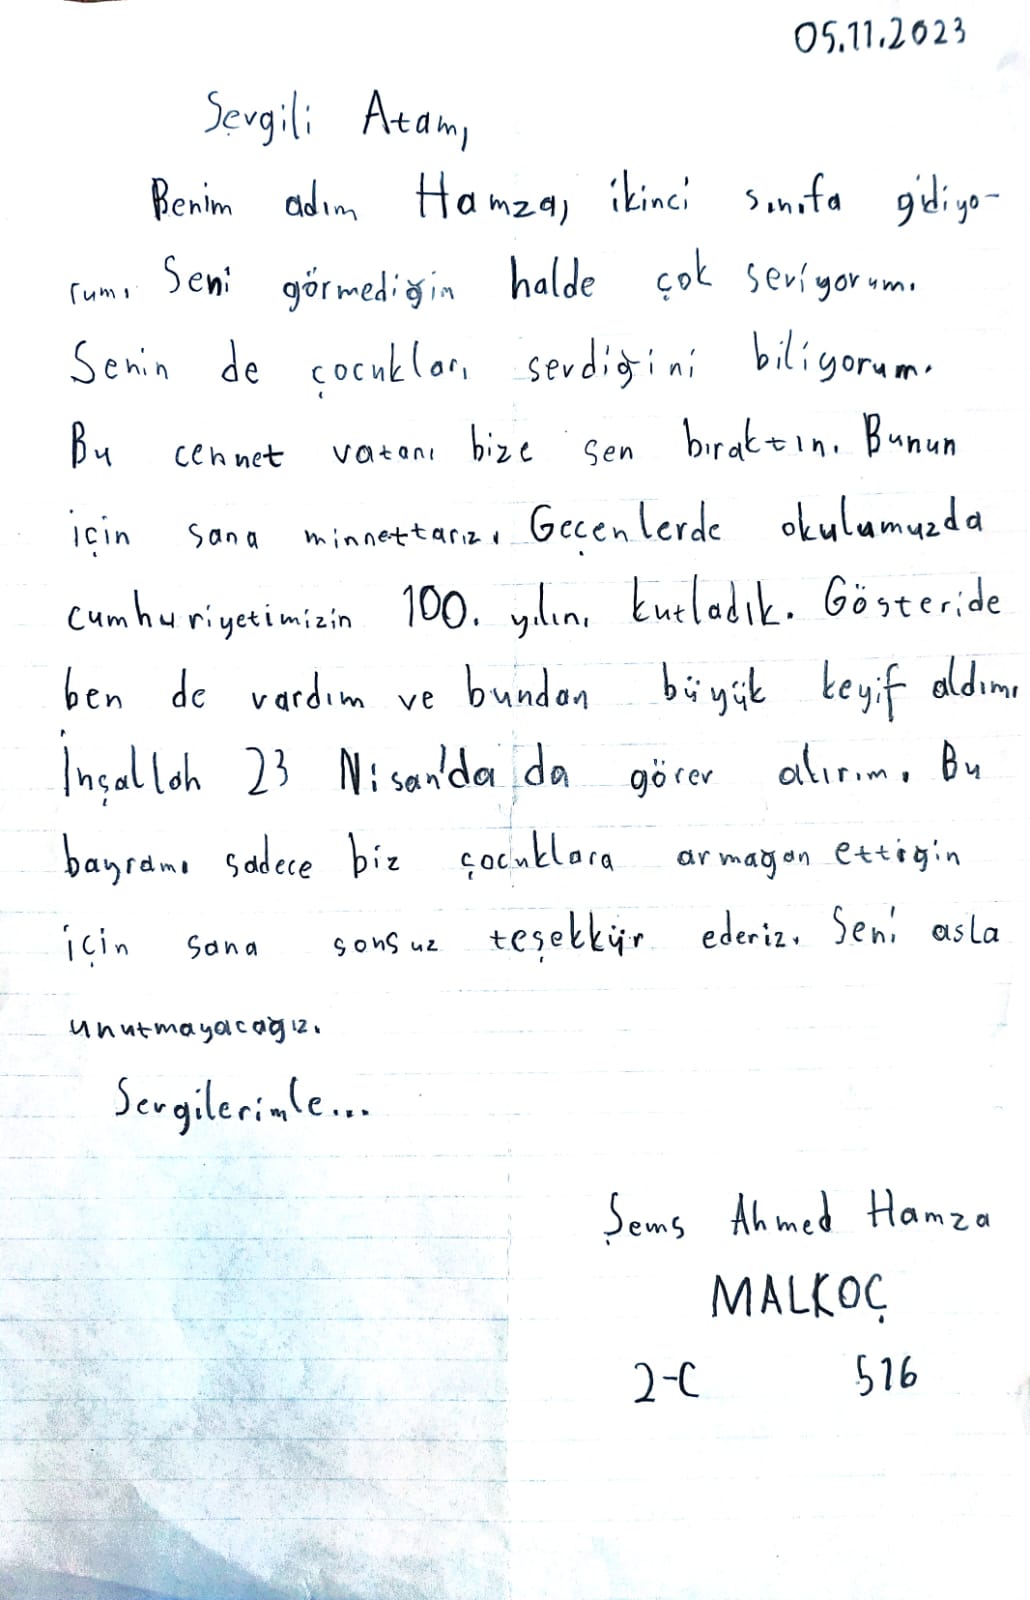 05.11.2023
Sevgili Atam,
Benim adım Hamza, ikinci sınıfa gidiyo-
rum. Seni görmediğin halde çok seviyorum.
Senin de çocukları sevdiğini biliyorum.
Bu cennet vatanı bize sen bıraktın. Bunun
için sana minnettarız. Geçenlerde okulumuzda
cumhuriyetimizin 100. yılını kutladık. Gösteride
ben de vardım ve bundan büyük keyif aldım.
İnşallah 23 Nisan'da da görev alırım. Bu
bayramı sadece biz çocuklara armağan ettiğin
için sana sonsuz teşekkür ederiz. Seni asla
unutmayacağız.
Sevgilerimle...
Şems Ahmed Hamza
MALKOÇ
2-C 516